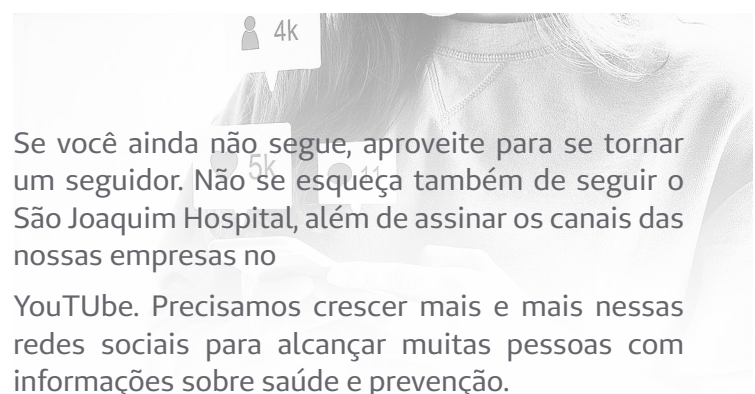 4k
Se você ainda não segue, aproveite para se tornar
um seguidor. Não se esqueça também de seguir o
São Joaquim Hospital, além de assinar os canais das
nossas empresas no
5k
11
YouTUbe. Precisamos crescer mais e mais nessas
redes sociais para alcançar muitas pessoas com
informações sobre saúde e prevenção.